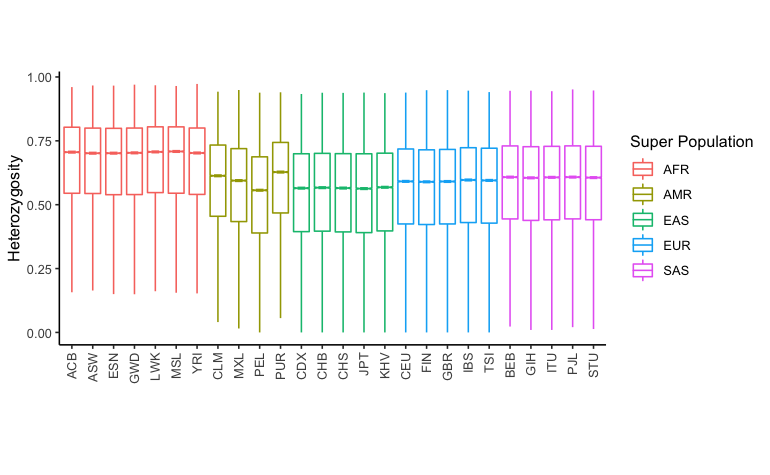 1.00
0.75
0.50
0.25
0.00
Heterozygosity
ACB
ASW
ESN
GWD
LWK
MSL
YRI
CLM
MXL
PEL
PUR
CDX
CHB
CHS
JPT
KHV
CEU
FIN
GBR
IBS
TSI
BEB
GIH
ITU
PJL
STU
Super Population
AFR
AMR
EAS
EUR
SAS